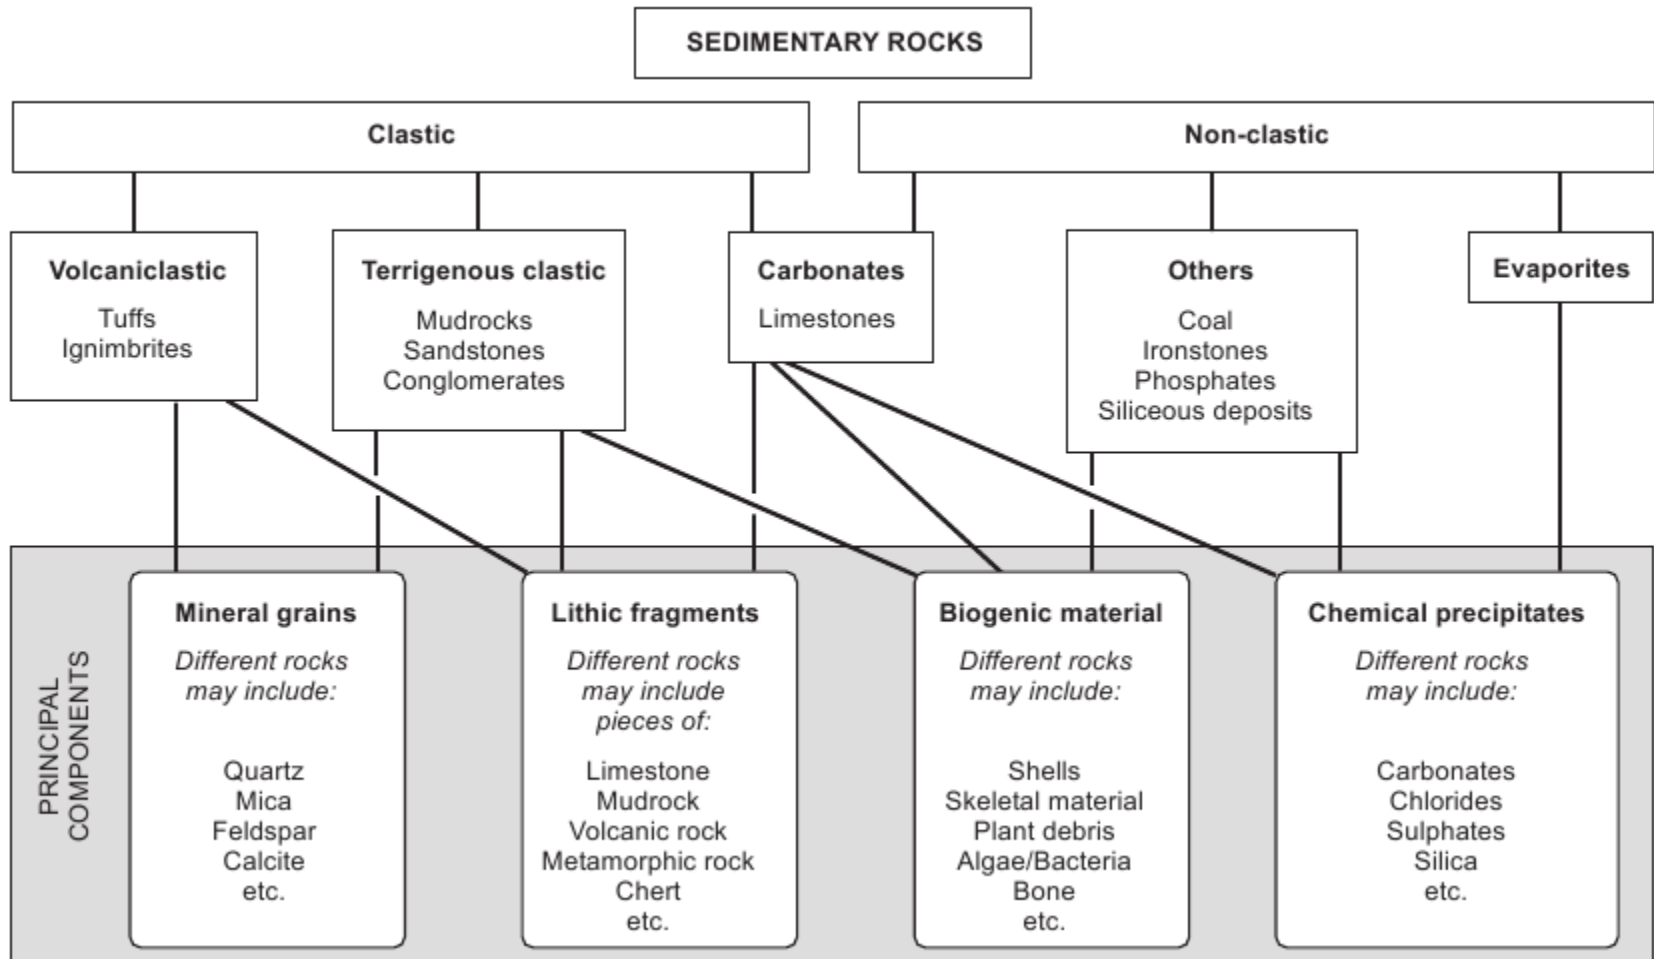 SEDIMENTARY ROCKS
Clastic
Non-clastic
Volcaniclastic
Tuffs
Ignimbrites
Terrigenous clastic
Mudrocks
Sandstones
Conglomerates
Carbonates
Limestones
Others
Coal
Ironstones
Phosphates
Siliceous deposits
Evaporites
PRINCIPAL
COMPONENTS
Mineral grains
Different rocks
may include:
Quartz
Mica
Feldspar
Calcite
etc.
Lithic fragments
Different rocks
may include
pieces of:
Limestone
Mudrock
Volcanic rock
Metamorphic rock
Chert
etc.
Biogenic material
Different rocks
may include:
Shells
Skeletal material
Plant debris
Algae/Bacteria
Bone
etc.
Chemical precipitates
Different rocks
may include:
Carbonates
Chlorides
Sulphates
Silica
etc.